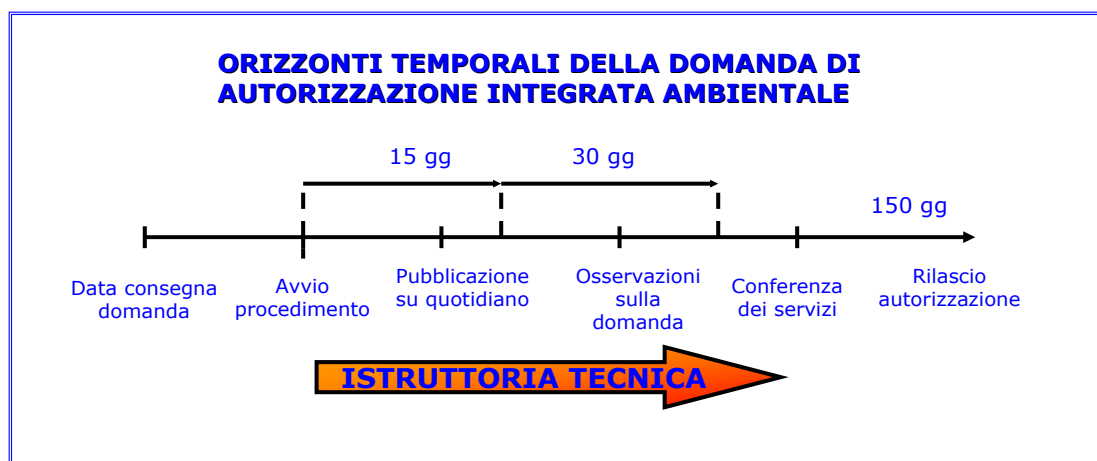 ORIZZONTI TEMPORALI DELLA DOMANDA DI
AUTORIZZAZIONE INTEGRATA AMBIENTALE
15 gg
30 gg
150 gg
Data consegna
domanda
Avvio
procedimento
Pubblicazione
su quotidiano
Osservazioni
sulla
domanda
Conferenza
dei servizi
Rilascio
autorizzazione
ISTRUTTORIA TECNICA